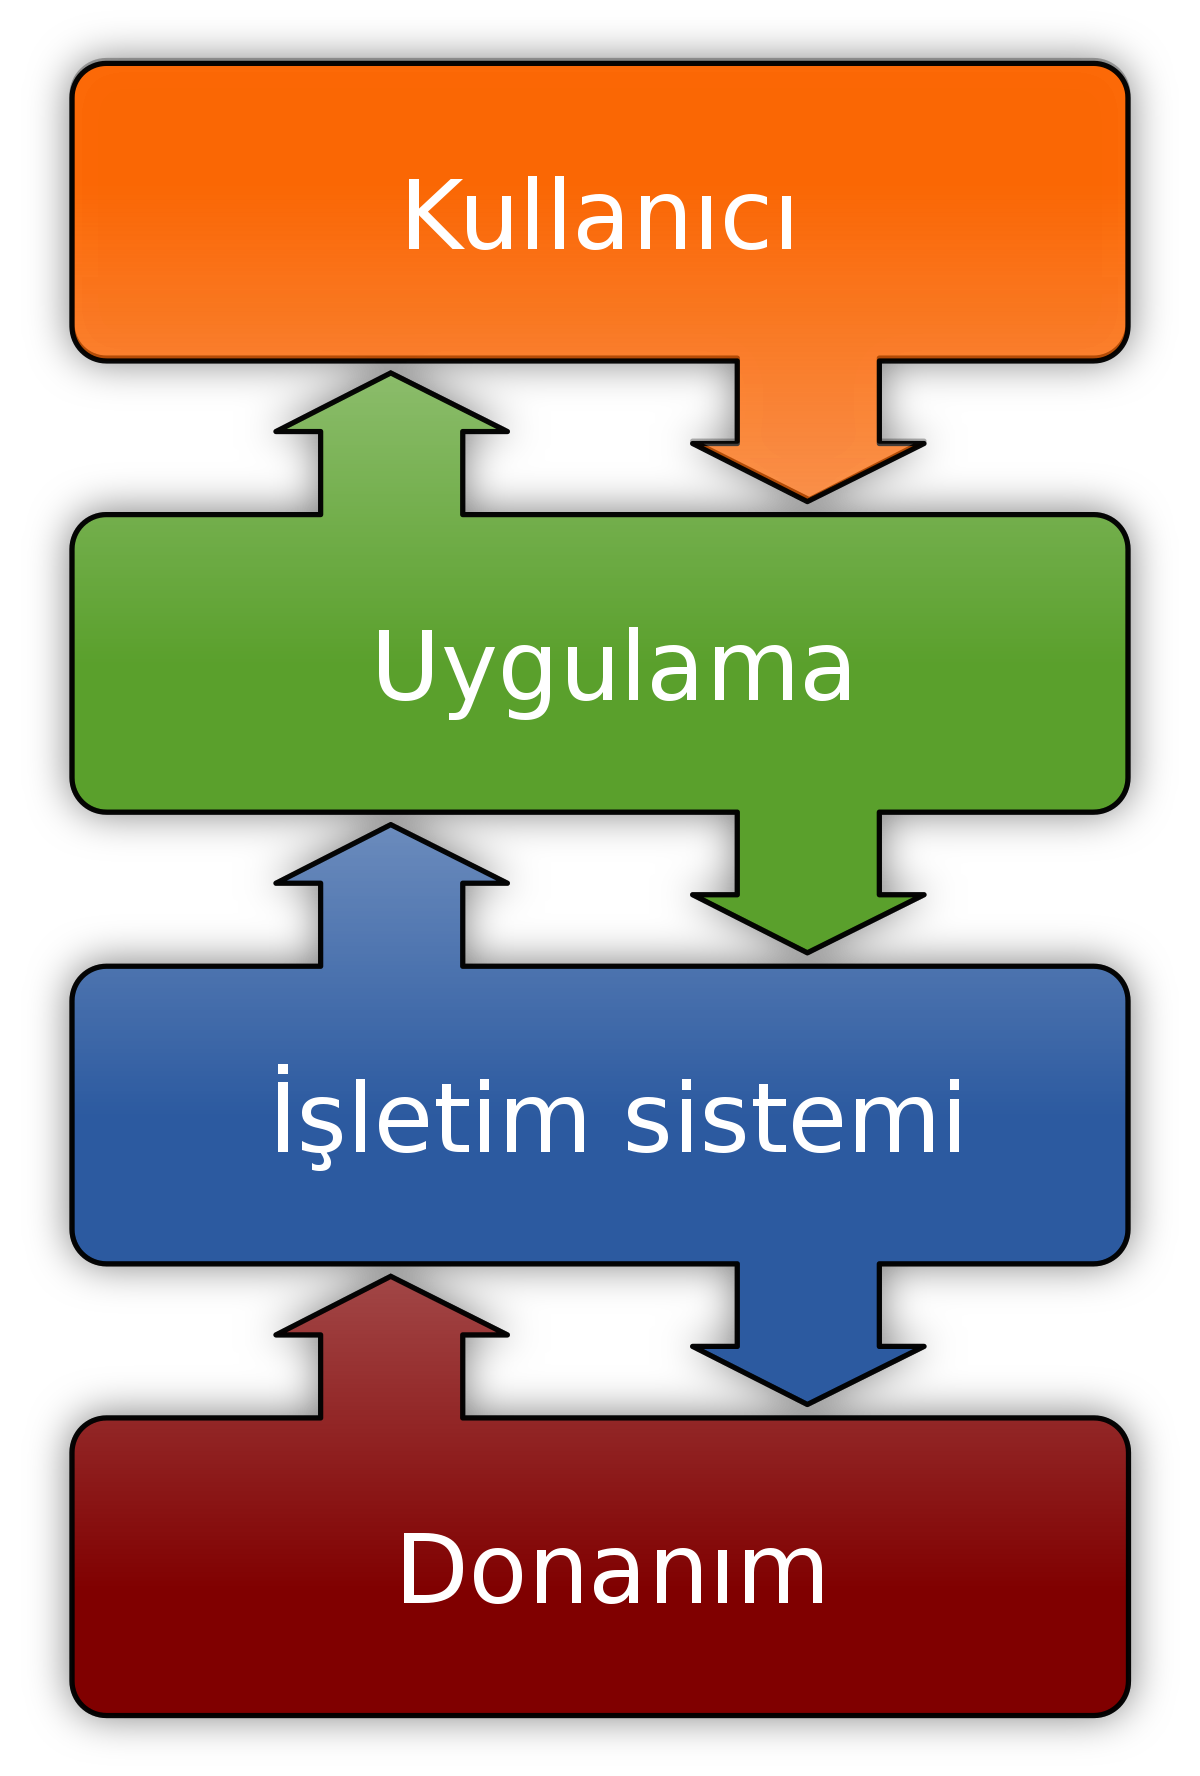 Kullanıcı
Uygulama
İşletim sistemi
Donanım